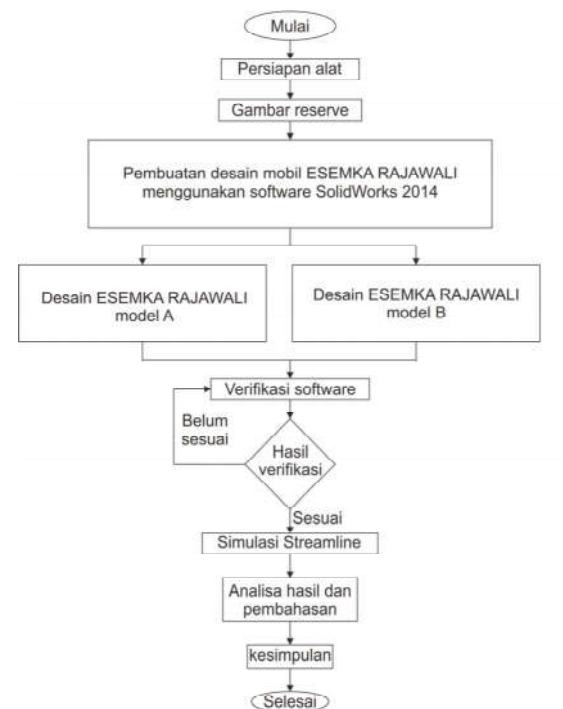 Mulai
Persiapan alat
Gambar reserve
Pembuatan desain mobil ESEMKA RAJAWALI
menggunakan software SolidWorks 2014
Desain ESEMKA RAJAWALI
model A
Desain ESEMKA RAJAWALI
model B
Verifikasi software
Belum
sesuai
Hasil
verifikasi
Sesuai
Simulasi Streamline
Analisa hasil dan
pembahasan
kesimpulan
Selesai